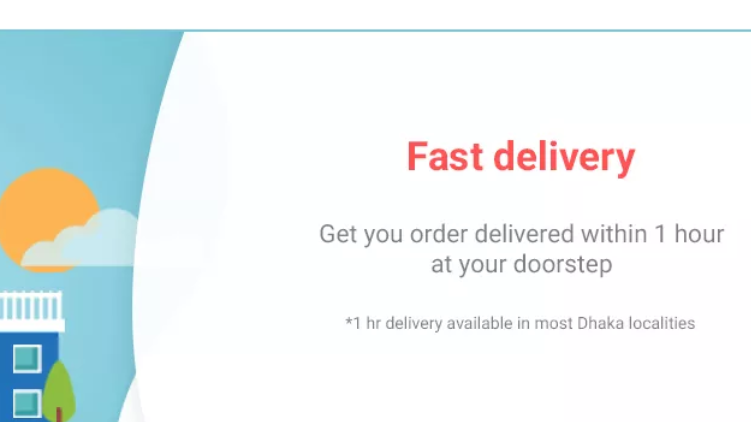 Fast delivery
Get you order delivered within 1 hour
at your doorstep
*1 hr delivery available in most Dhaka localities